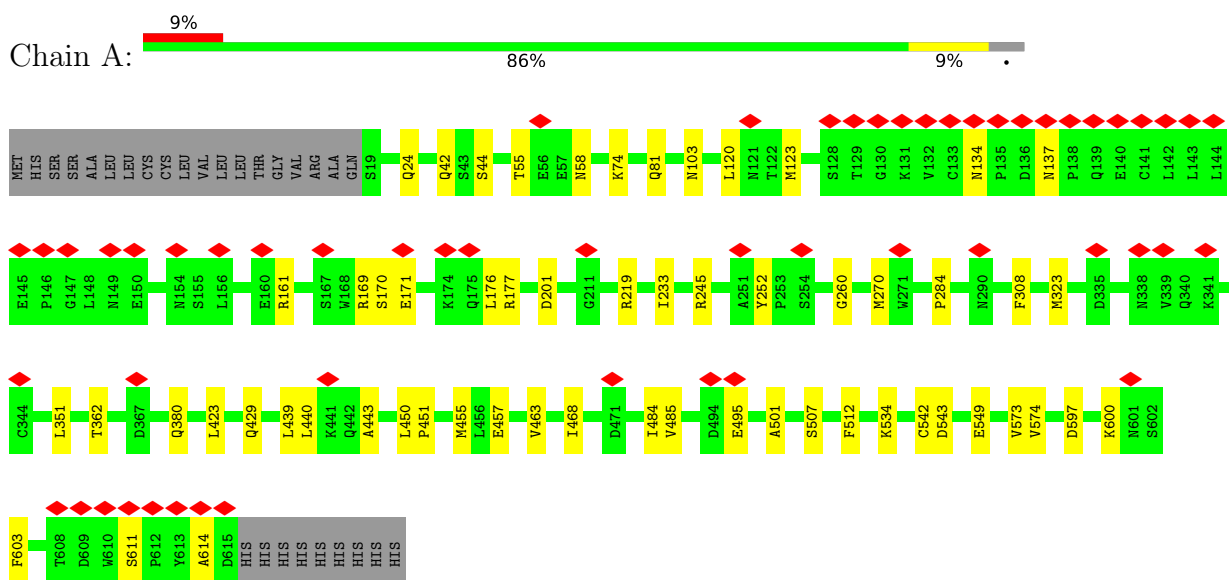 9%
Chain A:
86% 9% •
MET HIS SER SER ALA LEU LEU CYS CYS LEU VAL LEU LEU THR GLY VAL ARG ALA GLN S19 Q24 Q42 S43 S44 T55 E56 E57 N58 K74 Q81 N103 L120 N121 T122 M123 S128 T129 G130 K131 V132 C133 N134 P135 D136 N137 P138 Q139 E140 C141 L142 L143 L144
E145 P146 G147 L148 N149 E150 N154 S155 L156 E160 R161 S167 W168 R169 S170 E171 K174 Q175 L176 R177 D201 G211 R219 I233 R245 A251 Y252 P253 S254 G260 M270 W271 P284 N290 F308 M323 D335 N338 V339 Q340 K341
C344 L351 T362 D367 Q380 L423 Q429 L439 L440 K441 Q442 A443 L450 P451 M455 L456 E457 V463 I468 D471 I484 V485 D494 E495 A501 S507 F512 K534 C542 D543 E549 V573 V574 D597 K600 N601 S602
F603 T608 D609 W610 S611 P612 Y613 A614 D615 HIS HIS HIS HIS HIS HIS HIS HIS HIS